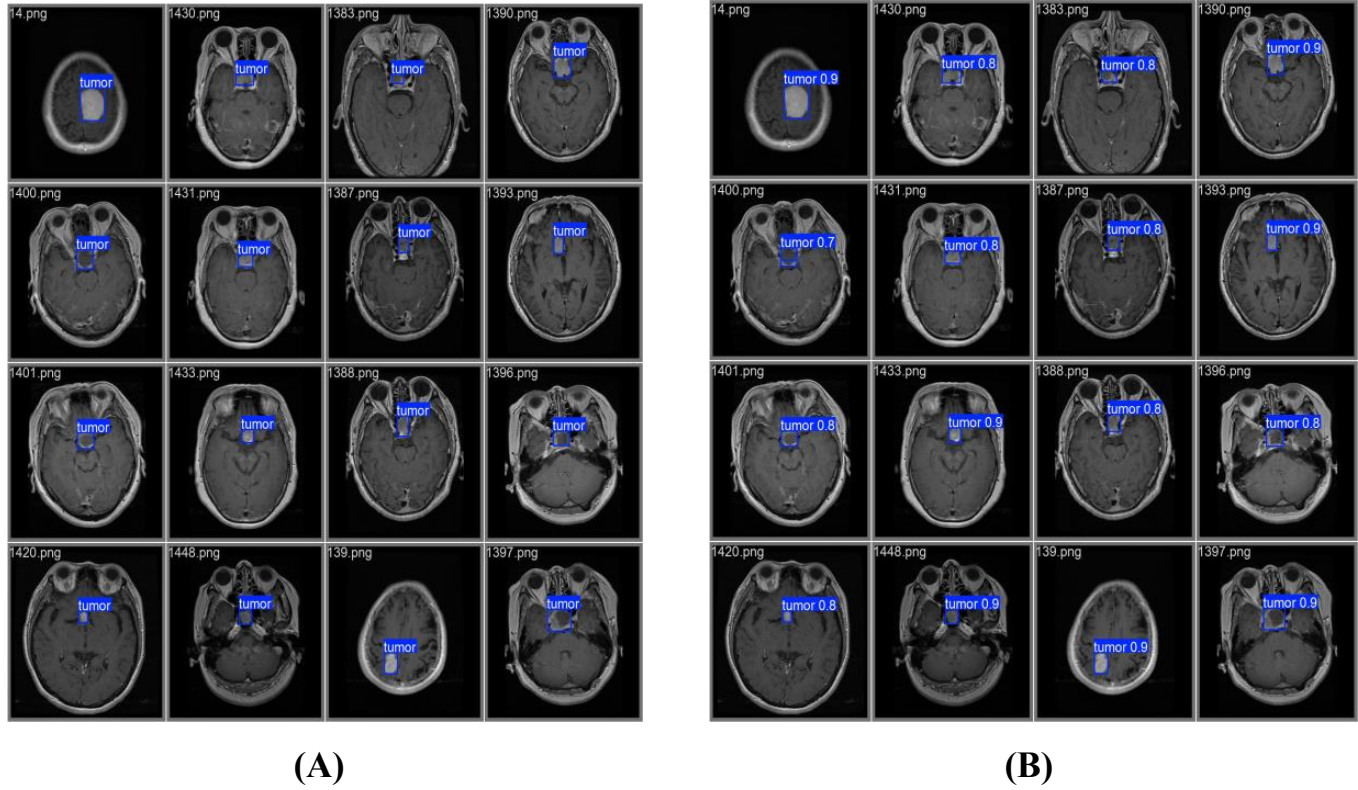 14.png 1430.png 1383.png 1390.png
tumor tumor tumor tumor
1400.png 1431.png 1387.png 1393.png
tumor tumor tumor tumor
1401.png 1433.png 1388.png 1396.png
tumor tumor tumor tumor
1420.png 1448.png 139.png 1397.png
tumor tumor tumor tumor
(A)
14.png 1430.png 1383.png 1390.png
tumor 0.9 tumor 0.8 tumor 0.8 tumor 0.9
1400.png 1431.png 1387.png 1393.png
tumor 0.7 tumor 0.8 tumor 0.8 tumor 0.9
1401.png 1433.png 1388.png 1396.png
tumor 0.8 tumor 0.9 tumor 0.8 tumor 0.8
1420.png 1448.png 139.png 1397.png
tumor 0.8 tumor 0.9 tumor 0.9 tumor 0.9
(B)